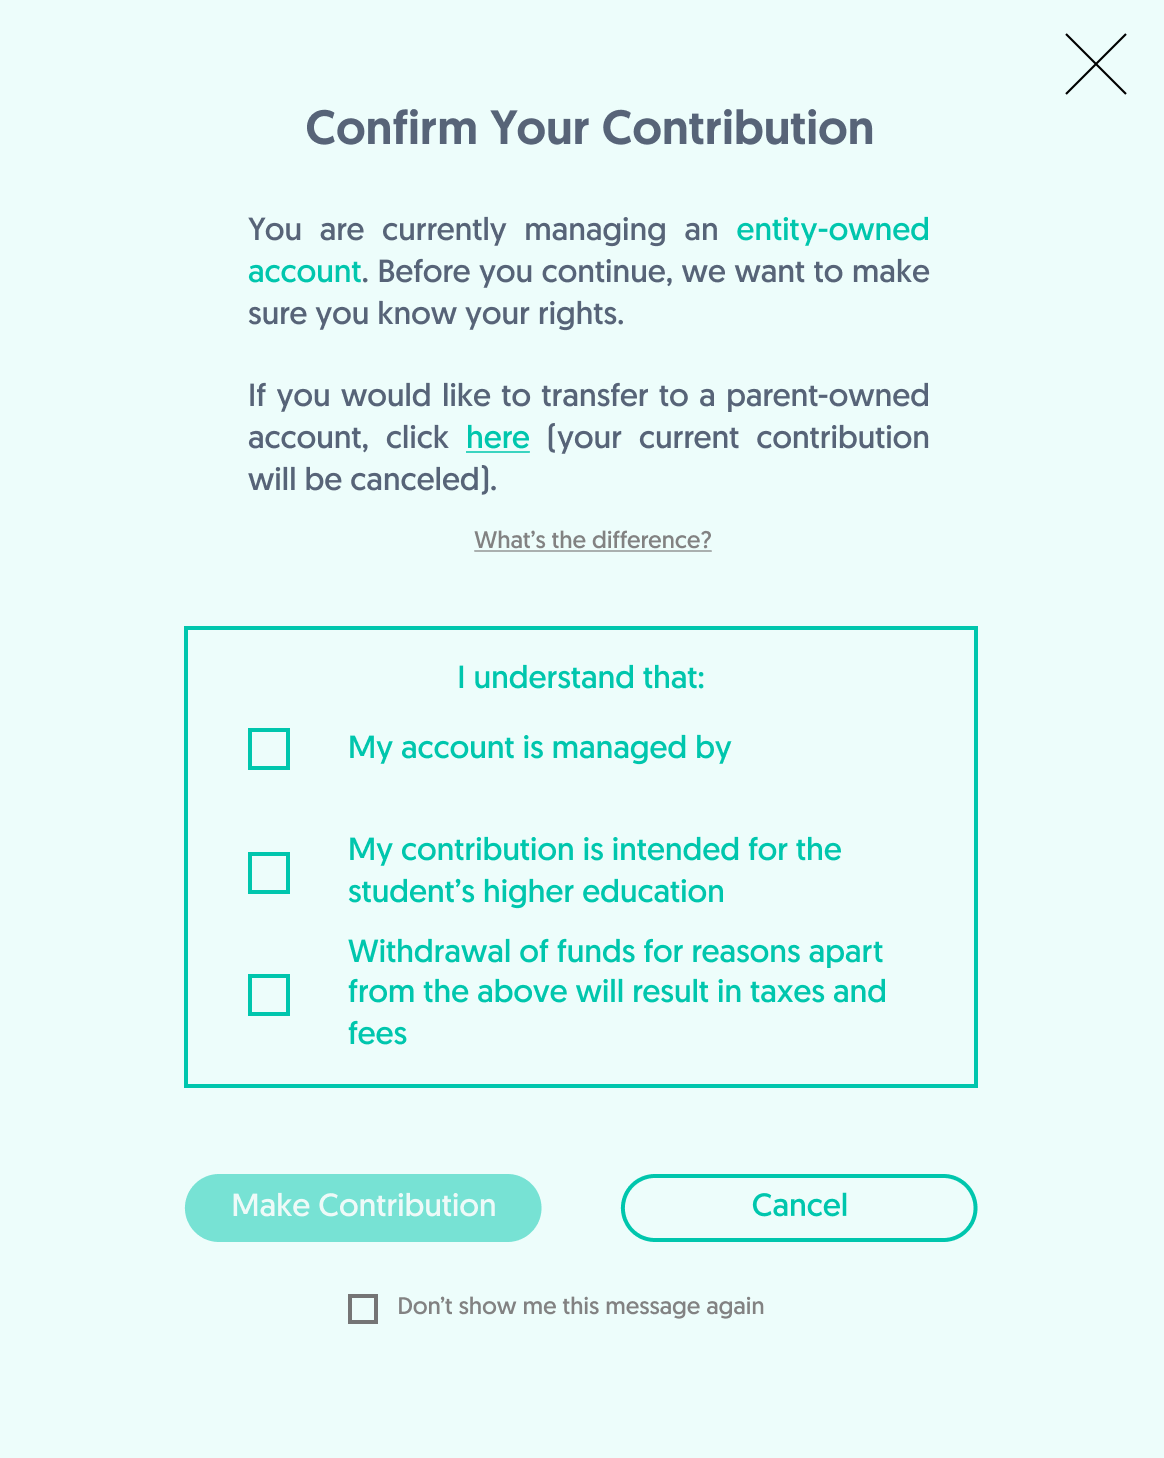 Confirm Your Contribution
You are currently managing an entity-owned
account. Before you continue, we want to make
sure you know your rights.
If you would like to transfer to a parent-owned
account, click here (your current contribution
will be canceled).
What’s the difference?
I understand that:
My account is managed by
My contribution is intended for the
student’s higher education
Withdrawal of funds for reasons apart
from the above will result in taxes and
fees
Make Contribution
Cancel
Don’t show me this message again